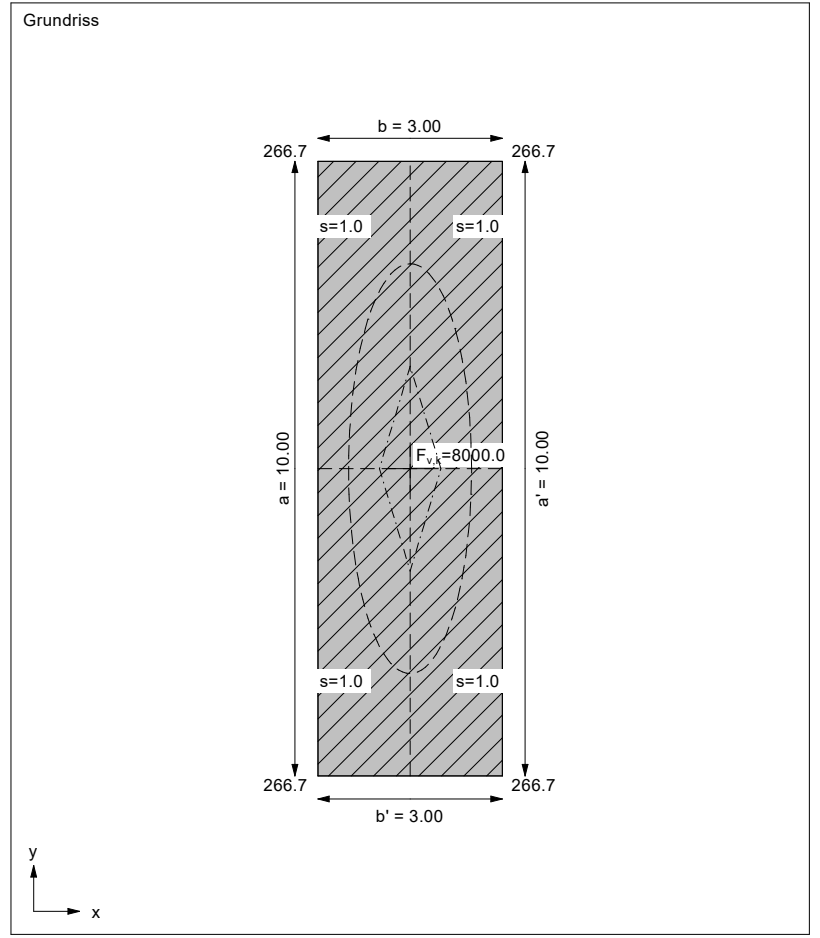 Grundriss
b = 3.00
266.7 266.7
s=1.0 s=1.0
a = 10.00
Fv,k=8000.0
a' = 10.00
s=1.0 s=1.0
266.7 266.7
b' = 3.00
y
x